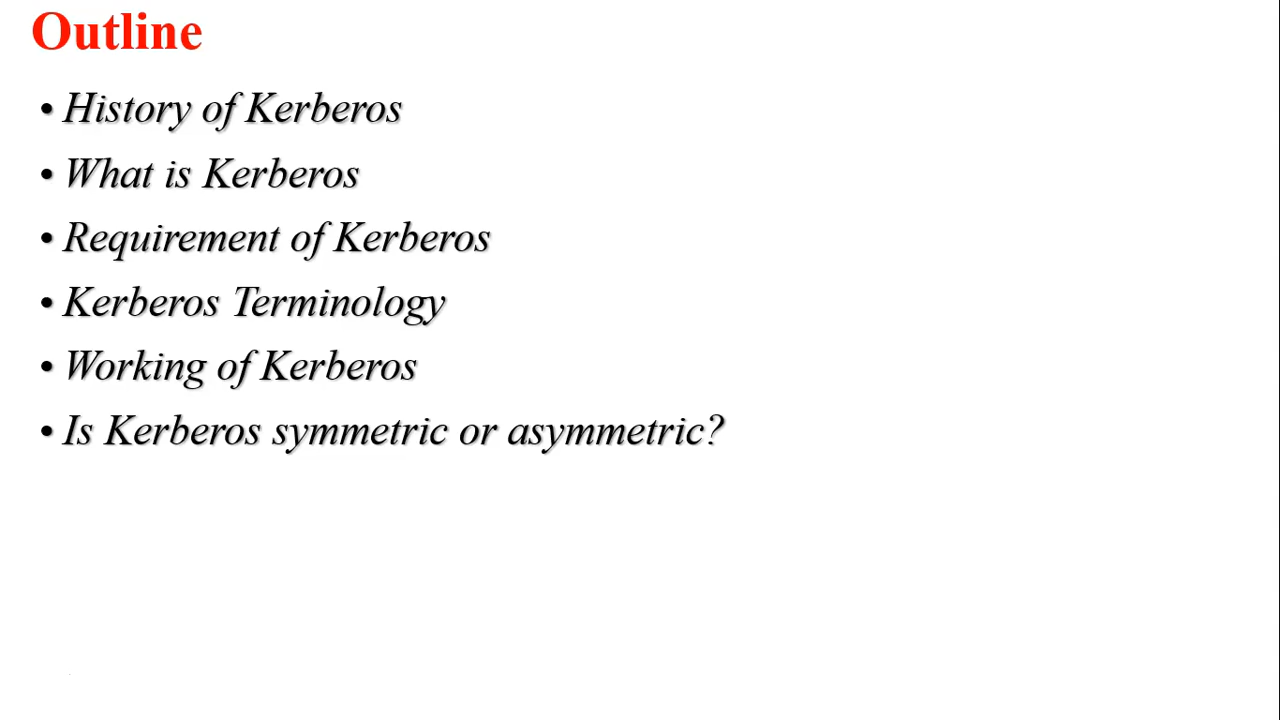 Outline
• History of Kerberos
• What is Kerberos
• Requirement of Kerberos
• Kerberos Terminology
• Working of Kerberos
• Is Kerberos symmetric or asymmetric?